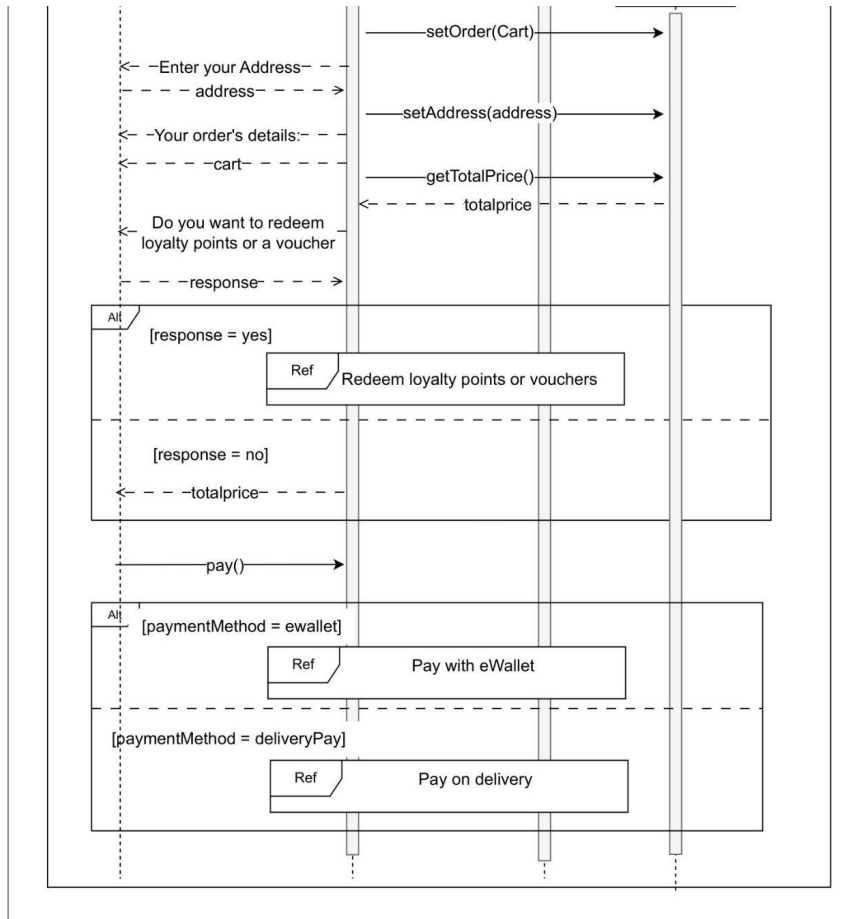 setOrder(Cart)
Enter your Address
address
setAddress(address)
Your order's details:
cart
getTotalPrice()
totalprice
Do you want to redeem
loyalty points or a voucher
response
Alt
[response = yes]
Ref
Redeem loyalty points or vouchers
[response = no]
totalprice
pay()
Alt
[paymentMethod = ewallet]
Ref
Pay with eWallet
[paymentMethod = deliveryPay]
Ref
Pay on delivery